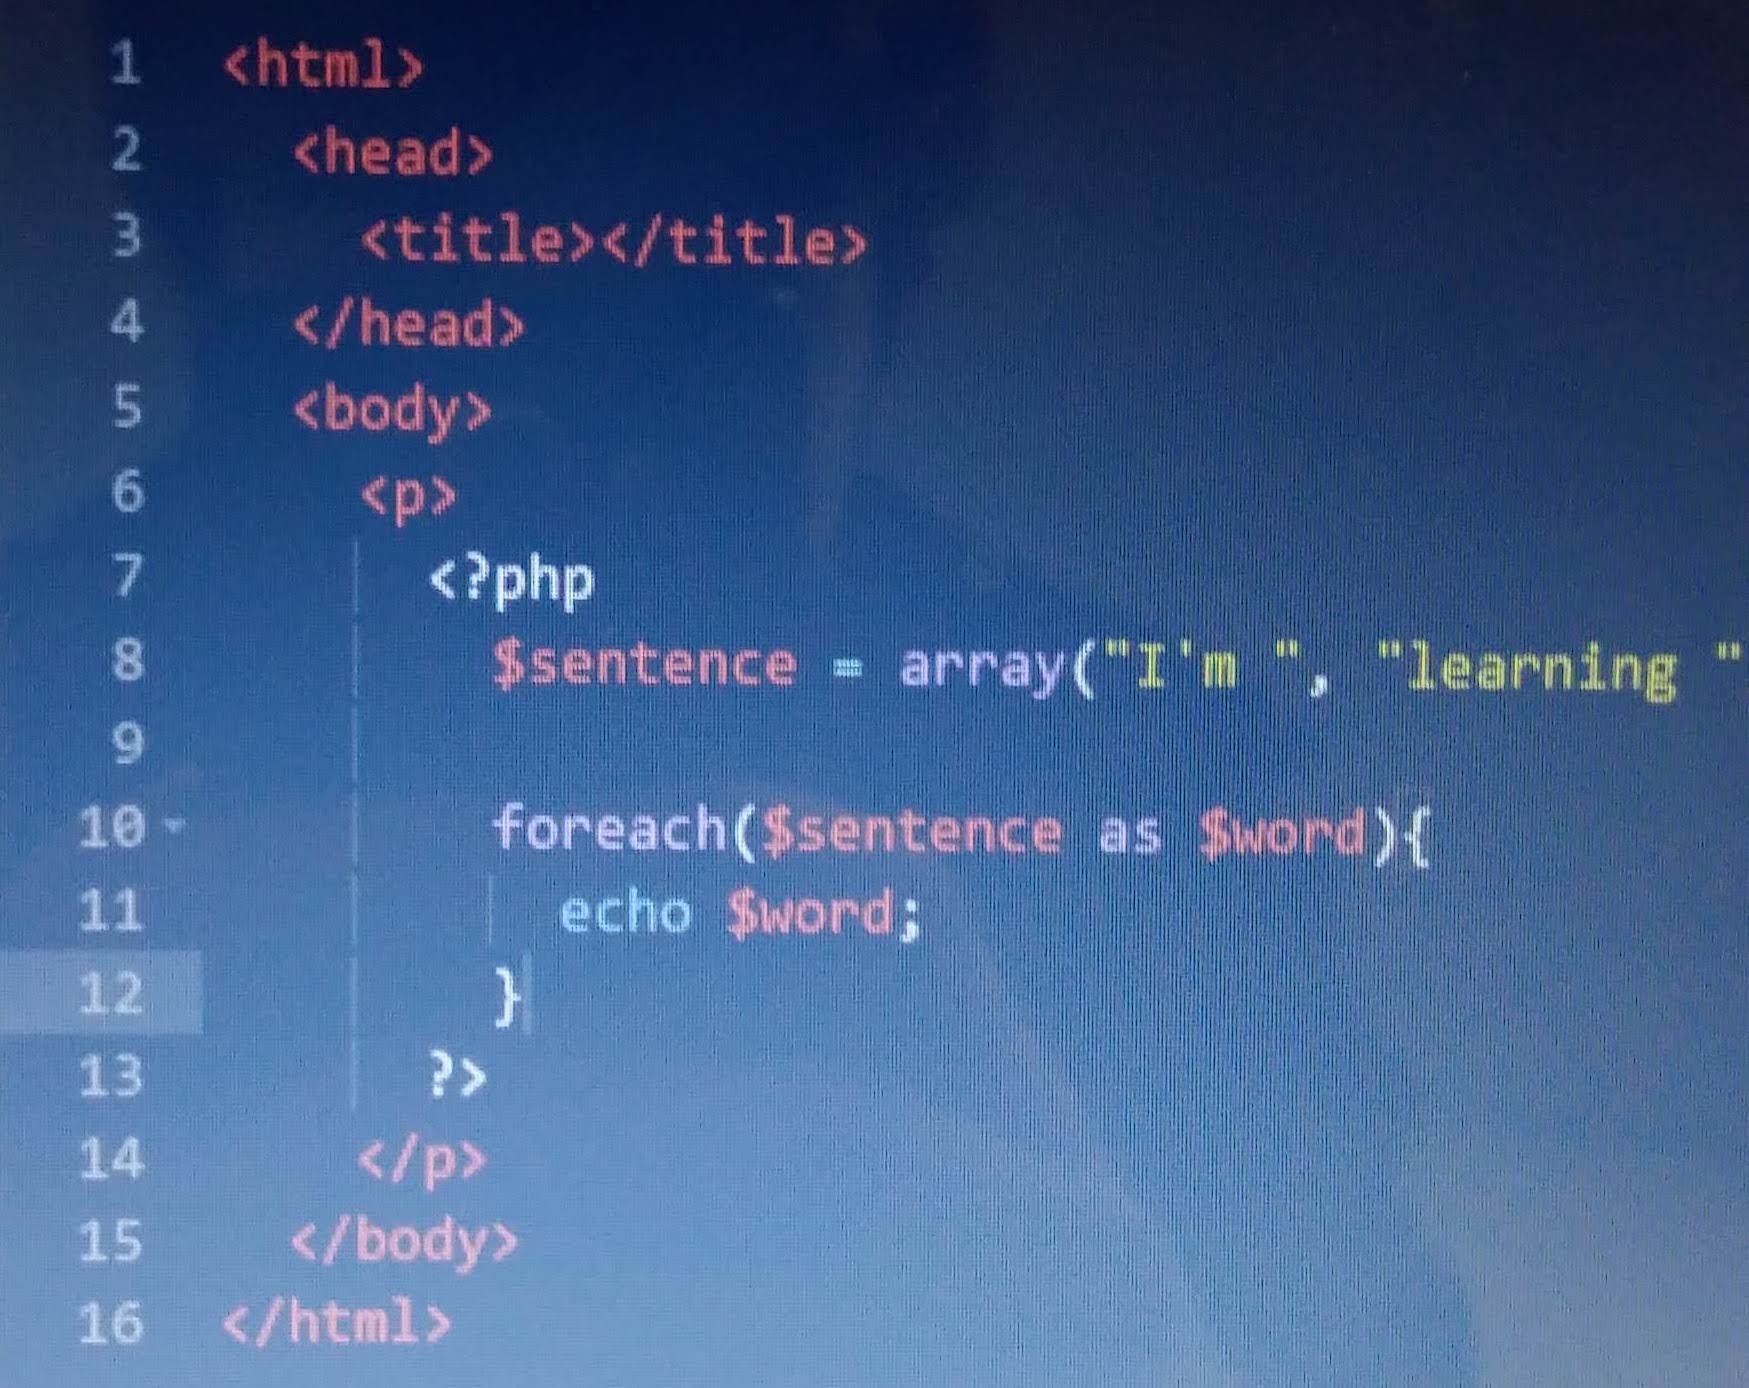 1 <html>
2 <head>
3 <title></title>
4 </head>
5 <body>
6 <p>
7 <?php
8 $sentence = array("I'm ", "learning "
9
10 foreach($sentence as $word){
11 echo $word;
12 }
13 ?>
14 </p>
15 </body>
16 </html>